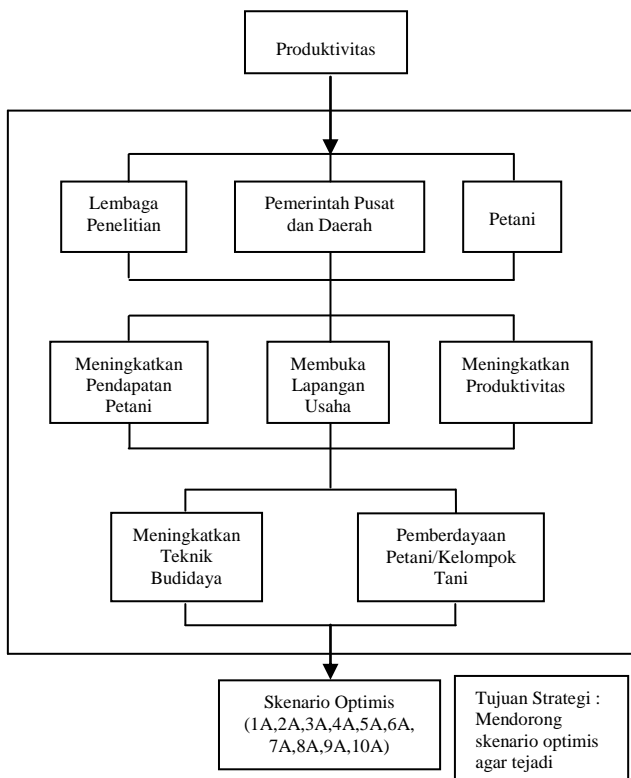 Produktivitas
Lembaga
Penelitian
Pemerintah Pusat
dan Daerah
Petani
Meningkatkan
Pendapatan
Petani
Membuka
Lapangan
Usaha
Meningkatkan
Produktivitas
Meningkatkan
Teknik
Budidaya
Pemberdayaan
Petani/Kelompok
Tani
Skenario Optimis
(1A,2A,3A,4A,5A,6A,
7A,8A,9A,10A)
Tujuan Strategi :
Mendorong
skenario optimis
agar tejadi